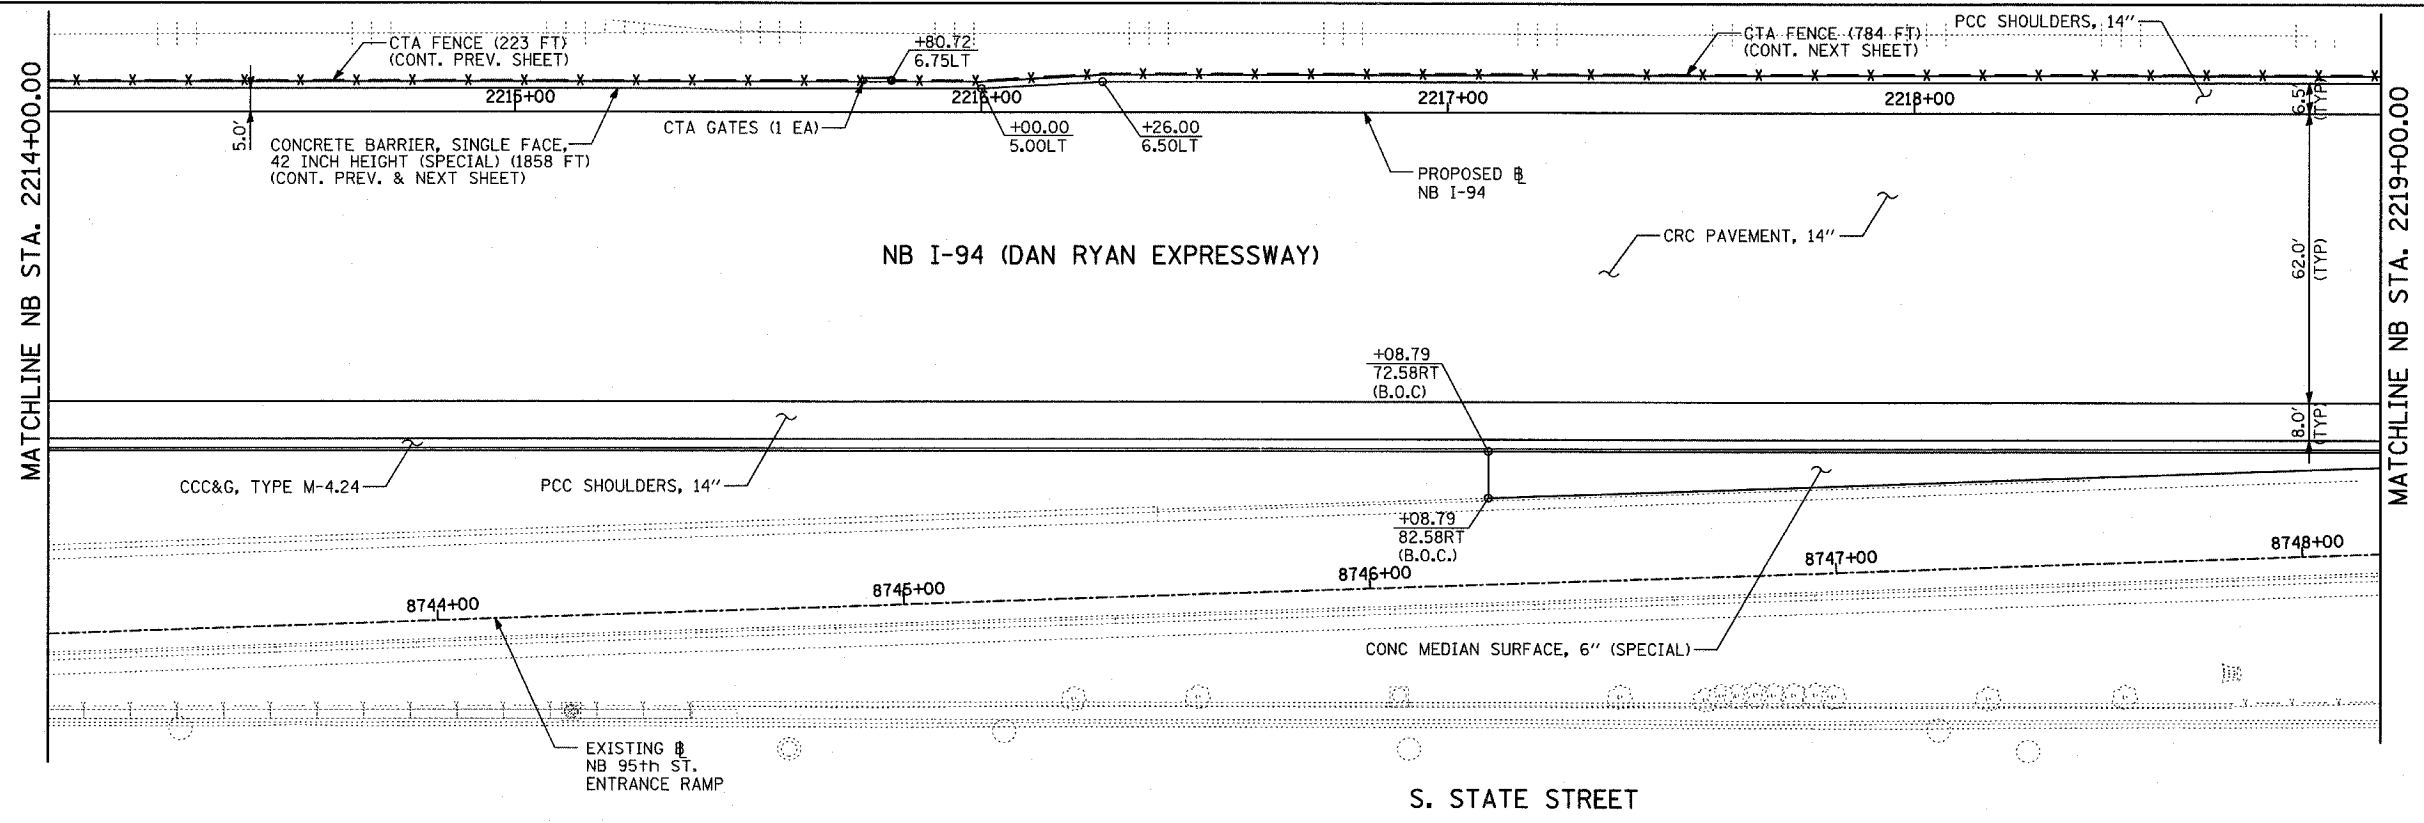 MATCHLINE NB STA. 2214+00.00
CTA FENCE (223 FT)
(CONT. PREV. SHEET)
+80.72
6.75LT
CTA FENCE (784 FT)
(CONT. NEXT SHEET)
PCC SHOULDERS, 14"
2215+00
2216+00
2217+00
2218+00
5.0'
CONCRETE BARRIER, SINGLE FACE,
42 INCH HEIGHT (SPECIAL) (1858 FT)
(CONT. PREV. & NEXT SHEET)
CTA GATES (1 EA)
+00.00
5.00LT
+26.00
6.50LT
PROPOSED ⅊
NB I-94
6.5'
(TYP)
NB I-94 (DAN RYAN EXPRESSWAY)
CRC PAVEMENT, 14"
62.0'
(TYP)
+08.79
72.58RT
(B.O.C)
8.0'
(TYP)
CCC&G, TYPE M-4.24
PCC SHOULDERS, 14"
+08.79
82.58RT
(B.O.C.)
8744+00
8745+00
8746+00
8747+00
8748+00
CONC MEDIAN SURFACE, 6" (SPECIAL)
EXISTING ⅊
NB 95th ST.
ENTRANCE RAMP
S. STATE STREET
MATCHLINE NB STA. 2219+00.00